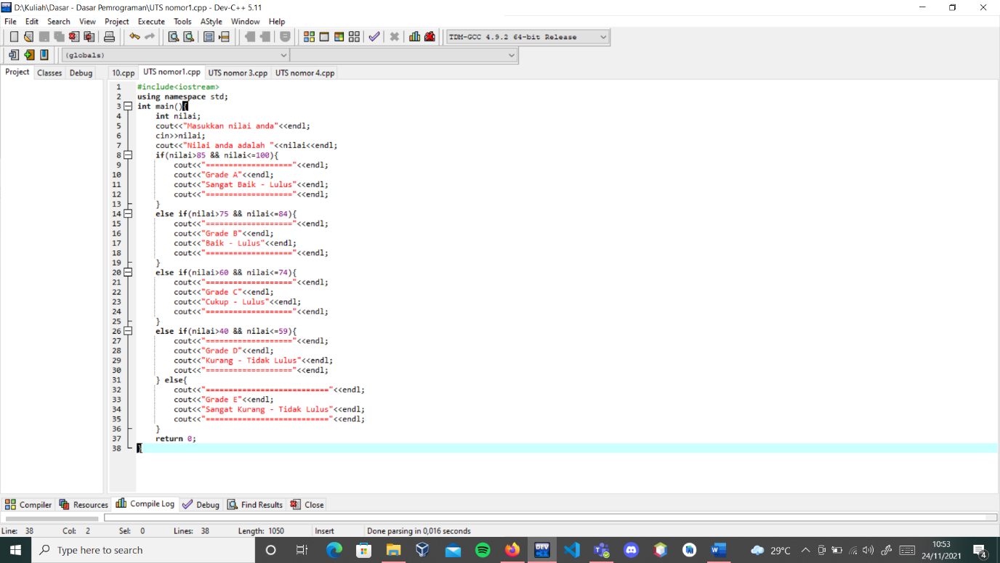 D:\Kuliah\Dasar - Dasar Pemrograman\UTS nomor1.cpp - Dev-C++ 5.11
File Edit Search View Project Execute Tools AStyle Window Help
TDM-GCC 4.9.2 64-bit Release
(globals)
Project Classes Debug 10.cpp UTS nomor1.cpp UTS nomor 3.cpp UTS nomor 4.cpp
1 #include<iostream>
2 using namespace std;
3 int main(){
4 int nilai;
5 cout<<"Masukkan nilai anda"<<endl;
6 cin>>nilai;
7 cout<<"Nilai anda adalah "<<nilai<<endl;
8 if(nilai>85 && nilai<=100){
9 cout<<"==================="<<endl;
10 cout<<"Grade A"<<endl;
11 cout<<"Sangat Baik - Lulus"<<endl;
12 cout<<"==================="<<endl;
13 }
14 else if(nilai>75 && nilai<=84){
15 cout<<"==================="<<endl;
16 cout<<"Grade B"<<endl;
17 cout<<"Baik - Lulus"<<endl;
18 cout<<"==================="<<endl;
19 }
20 else if(nilai>60 && nilai<=74){
21 cout<<"==================="<<endl;
22 cout<<"Grade C"<<endl;
23 cout<<"Cukup - Lulus"<<endl;
24 cout<<"==================="<<endl;
25 }
26 else if(nilai>40 && nilai<=59){
27 cout<<"==================="<<endl;
28 cout<<"Grade D"<<endl;
29 cout<<"Kurang - Tidak Lulus"<<endl;
30 cout<<"==================="<<endl;
31 } else{
32 cout<<"==========================="<<endl;
33 cout<<"Grade E"<<endl;
34 cout<<"Sangat Kurang - Tidak Lulus"<<endl;
35 cout<<"==========================="<<endl;
36 }
37 return 0;
38 }
Compiler Resources Compile Log Debug Find Results Close
Line: 38 Col: 2 Sel: 0 Lines: 38 Length: 1050 Insert Done parsing in 0,016 seconds
Type here to search
DEV
W
29°C
10:53
24/11/2021
4